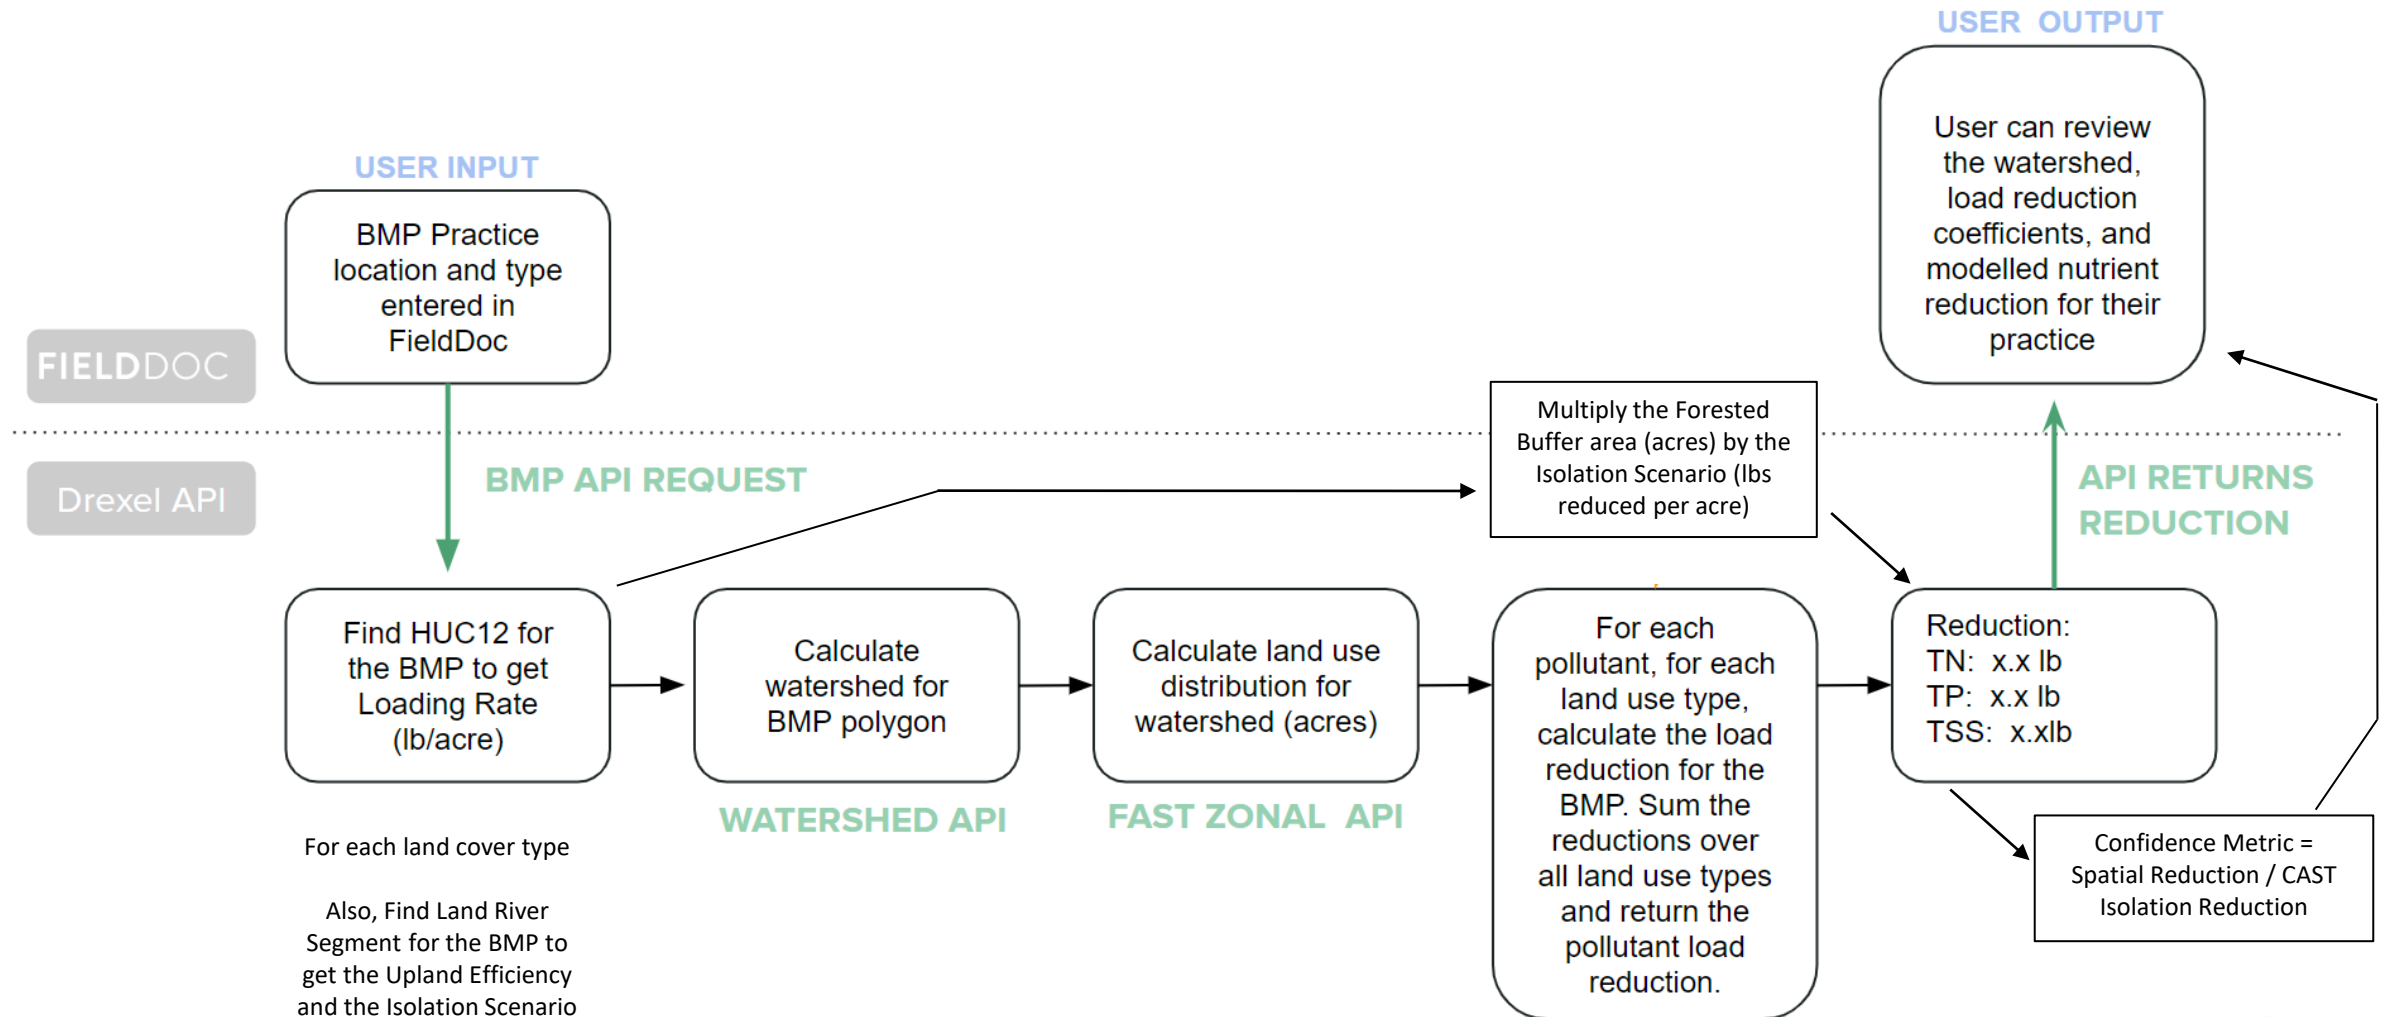 USER OUTPUT
User can review
the watershed,
load reduction
coefficients, and
modelled nutrient
reduction for their
practice
USER INPUT
BMP Practice
location and type
entered in
FieldDoc
FIELDDOC
Multiply the Forested
Buffer area (acres) by the
Isolation Scenario (lbs
reduced per acre)
Drexel API
BMP API REQUEST
API RETURNS
REDUCTION
Find HUC12 for
the BMP to get
Loading Rate
(lb/acre)
Calculate
watershed for
BMP polygon
Calculate land use
distribution for
watershed (acres)
For each
pollutant, for each
land use type,
calculate the load
reduction for the
BMP. Sum the
reductions over
all land use types
and return the
pollutant load
reduction.
Reduction:
TN: x.x lb
TP: x.x lb
TSS: x.xlb
WATERSHED API
FAST ZONAL API
For each land cover type
Also, Find Land River
Segment for the BMP to
get the Upland Efficiency
and the Isolation Scenario
Confidence Metric =
Spatial Reduction / CAST
Isolation Reduction